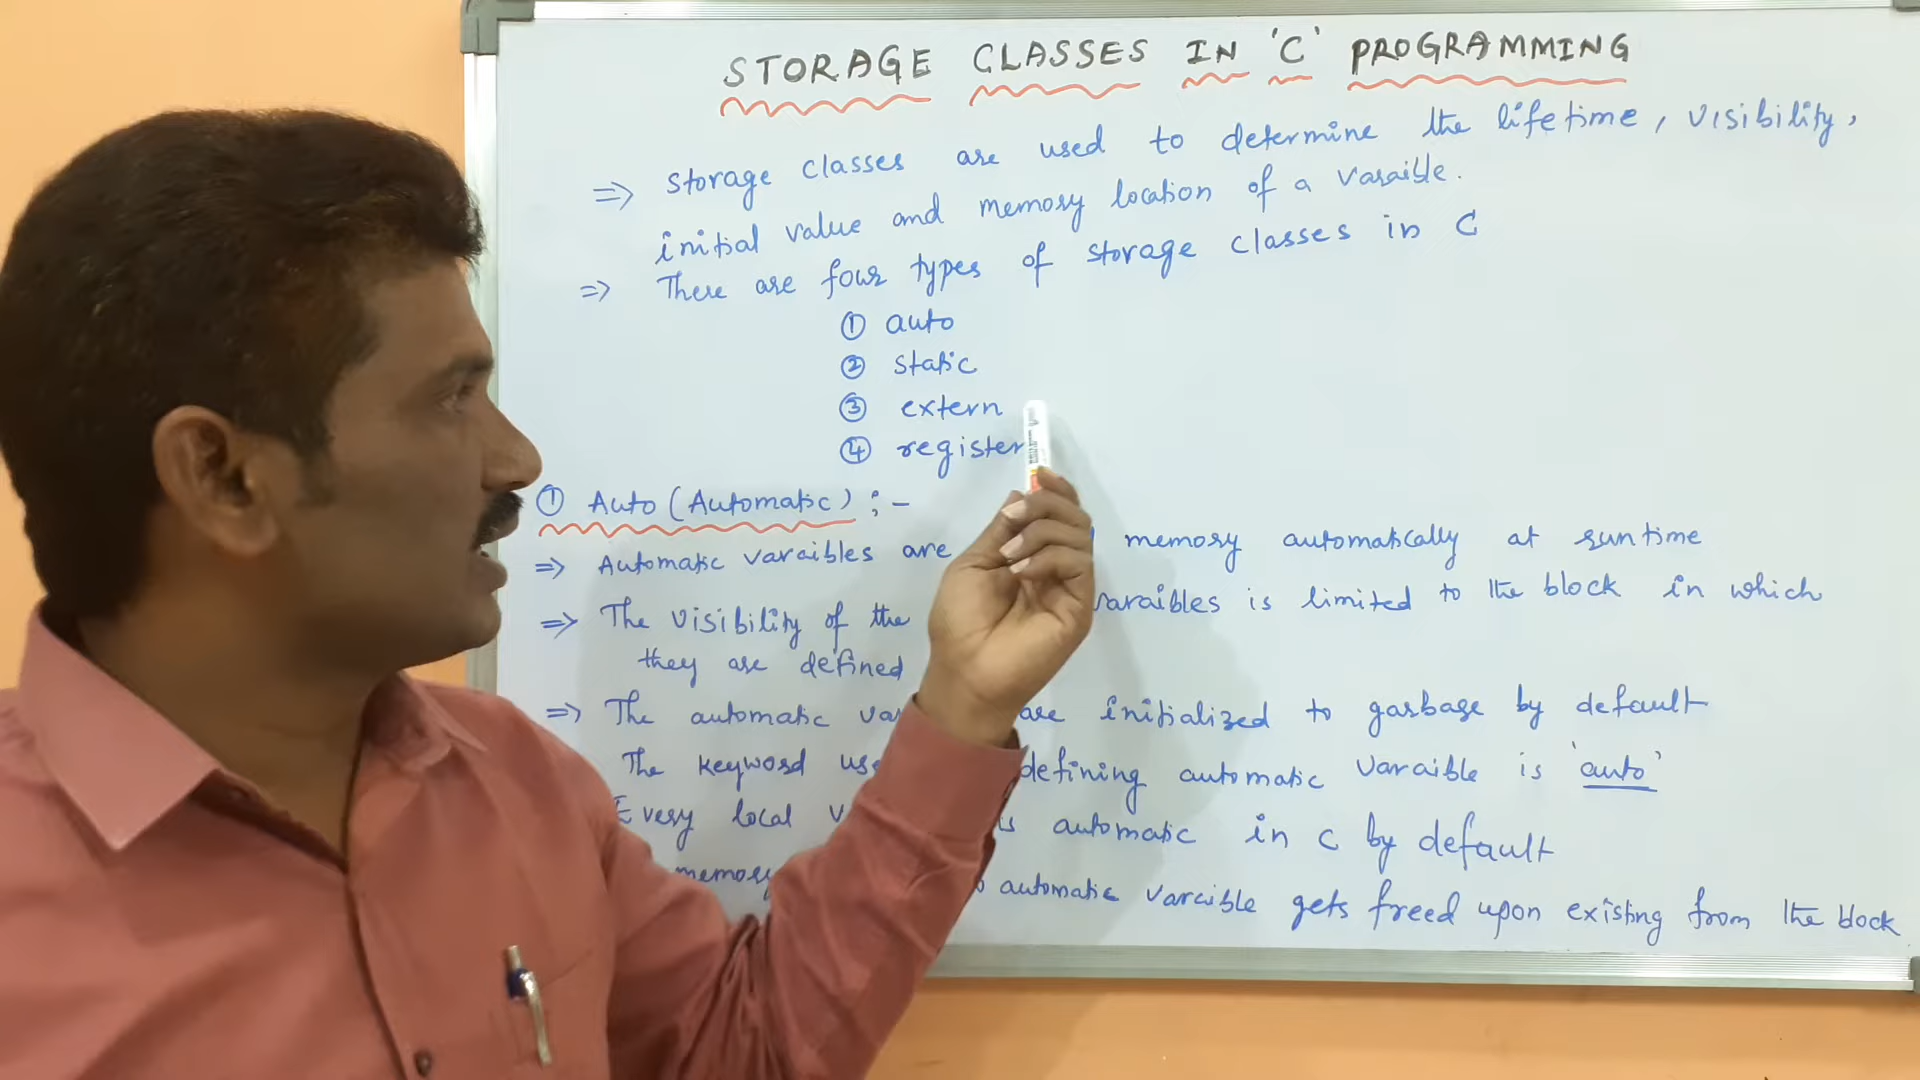 STORAGE CLASSES IN 'C' PROGRAMMING
⇒ storage classes are used to determine the lifetime, visibility,
initial value and memory location of a varaible.
⇒ There are four types of storage classes in C
① auto
② static
③ extern
④ register
① Auto (Automatic) ; -
⇒ Automatic varaibles are memory automatically at runtime
⇒ The visibility of the varaibles is limited to the block in which
they are defined
⇒ The automatic are initialized to garbage by default
The keyword defining automatic varaible is 'auto'
Every local is automatic in c by default
memory automatic varaible gets freed upon existing from the block